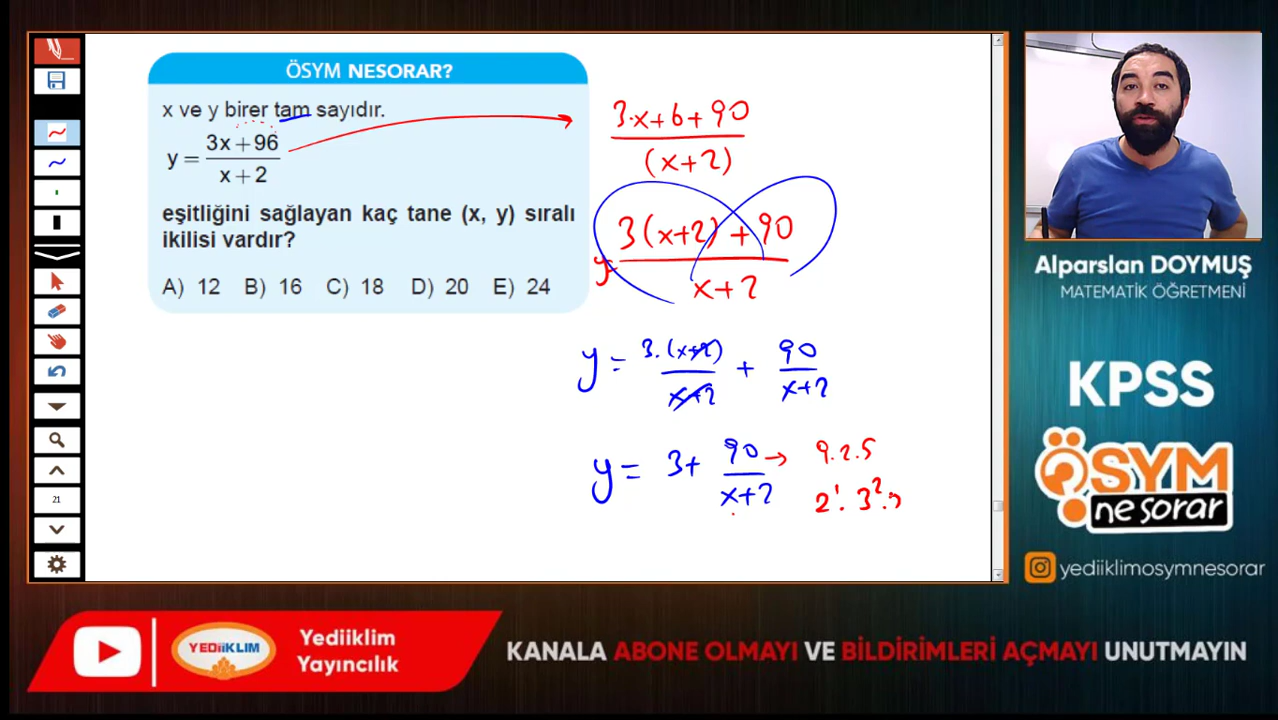 ÖSYM NESORAR?
x ve y birer tam sayıdır.
y = 3x + 96 / x + 2
eşitliğini sağlayan kaç tane (x, y) sıralı
ikilisi vardır?
A) 12 B) 16 C) 18 D) 20 E) 24
3.x+6+90 / (x+2)
y= 3(x+2)+90 / x+2
y = 3.(x+2) / x+2 + 90 / x+2
y = 3+ 90 / x+2 → 9.2.5
2¹. 3².
21
Alparslan DOYMUŞ
MATEMATİK ÖĞRETMENİ
KPSS
ÖSYM
ne sorar
yediiklimosymnesorar
YEDİİKLİM
Yediiklim
Yayıncılık
KANALA ABONE OLMAYI VE BİLDİRİMLERİ AÇMAYI UNUTMAYIN